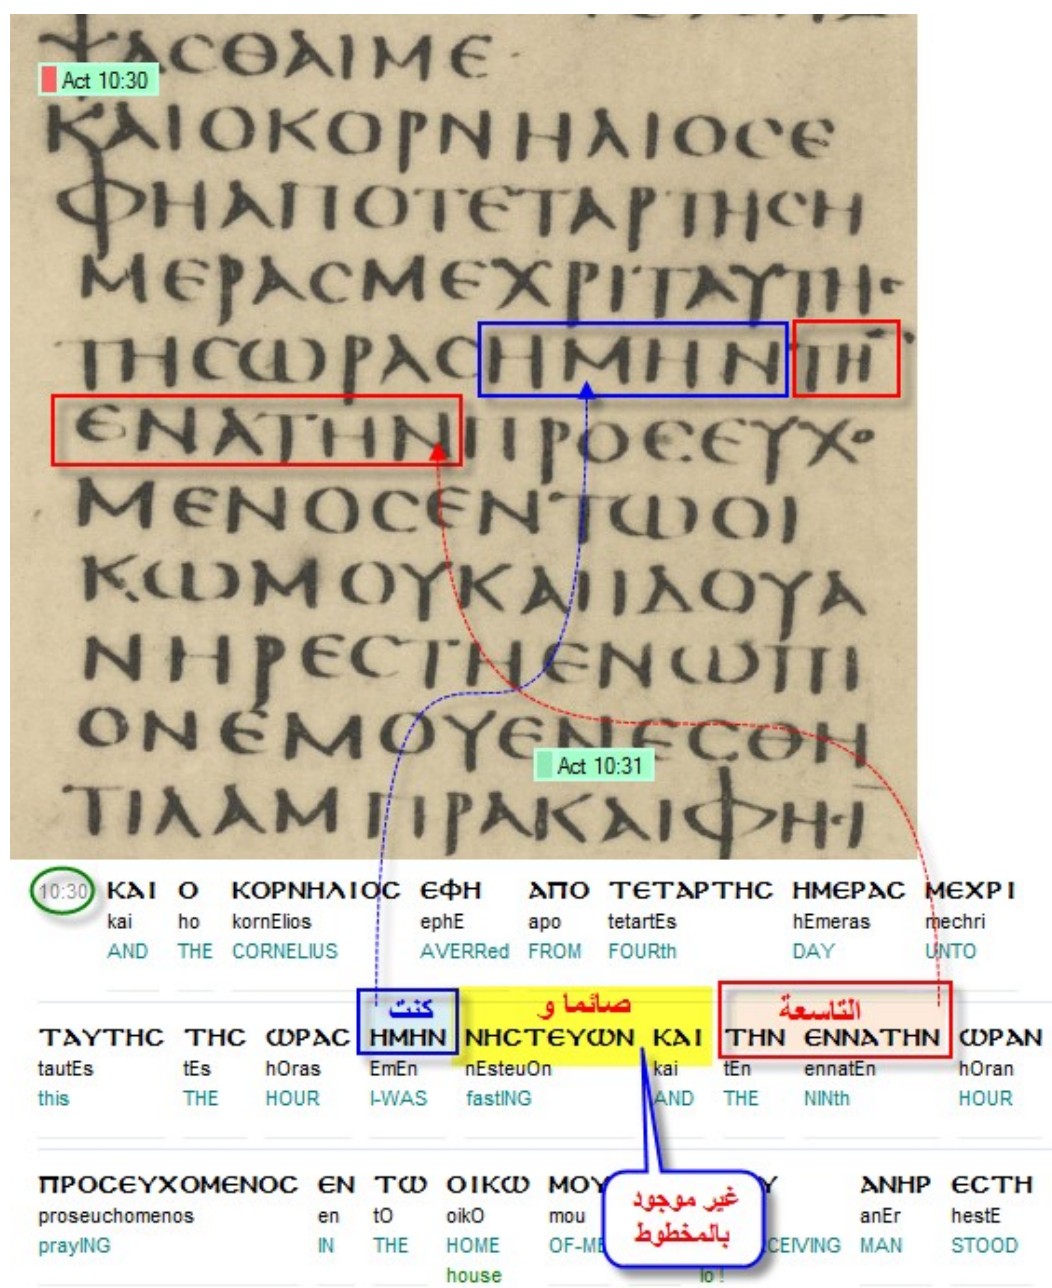 ΨΑCΘΑΙΜΕ·
Act 10:30
ΚΑΙΟΚΟΡΝΗΛΙΟCΕ
ΦΗΑΠΟΤΕΤΑΡΤΗCΗ
ΜΕΡΑCΜΕΧΡΙΤΑΥΤΗ·
ΤΗCΩΡΑCΗΜΗΝΤΗ
ΕΝΑΤΗΝΠΡΟCΕΥΧΟ
ΜΕΝΟCΕΝΤΩΟΙ
ΚΩΜΟΥΚΑΙΙΔΟΥΑ
ΝΗΡΕCΤΗΕΝΩΠΙ
ΟΝΕΜΟΥΕΝΕCΘΗ
Act 10:31
ΤΙΛΑΜΠΡΑΚΑΙΦΗ·Ι
10:30 ΚΑΙ Ο ΚΟΡΝΗΛΙΟC ΕΦΗ ΑΠΟ ΤΕΤΑΡΤΗC ΗΜΕΡΑC ΜΕΧΡΙ
kai ho kornElios ephE apo tetartEs hEmeras mechri
AND THE CORNELIUS AVERRed FROM FOURth DAY UNTO
كنت صائما و التاسعة
ΤΑΥΤΗC ΤΗC ΩΡΑC ΗΜΗΝ ΝΗCΤΕΥΩΝ ΚΑΙ ΤΗΝ ΕΝΝΑΤΗΝ ΩΡΑΝ
tautEs tEs hOras EmEn nEsteuOn kai tEn ennatEn hOran
this THE HOUR I-WAS fastING AND THE NINth HOUR
غير موجود
بالمخطوط
ΠΡΟCΕΥΧΟΜΕΝΟC ΕΝ ΤΩ ΟΙΚΩ ΜΟΥ ΑΝΗΡ ΕCΤΗ
proseuchomenos en tO oikO mou anEr hestE
prayING IN THE HOME MAN STOOD
house lo !